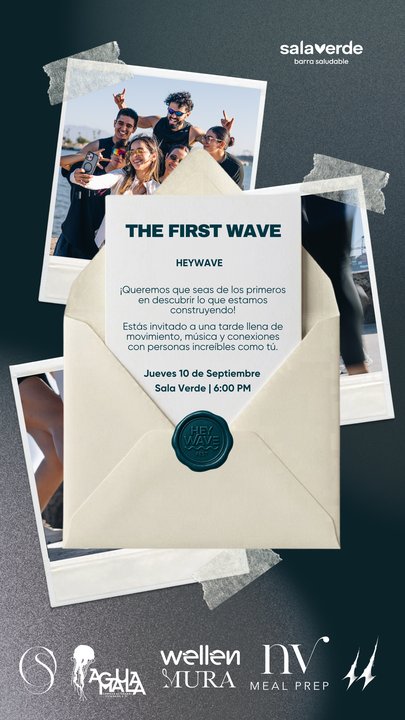 salaverde
barra saludable
THE FIRST WAVE
HEYWAVE
¡Queremos que seas de los primeros
en descubrir lo que estamos
construyendo!
Estás invitado a una tarde llena de
movimiento, música y conexiones
con personas increíbles como tú.
Jueves 10 de Septiembre
Sala Verde | 6:00 PM
HEY
WAVE
AGUA
MALA
wellen
MURA
nv
MEAL PREP